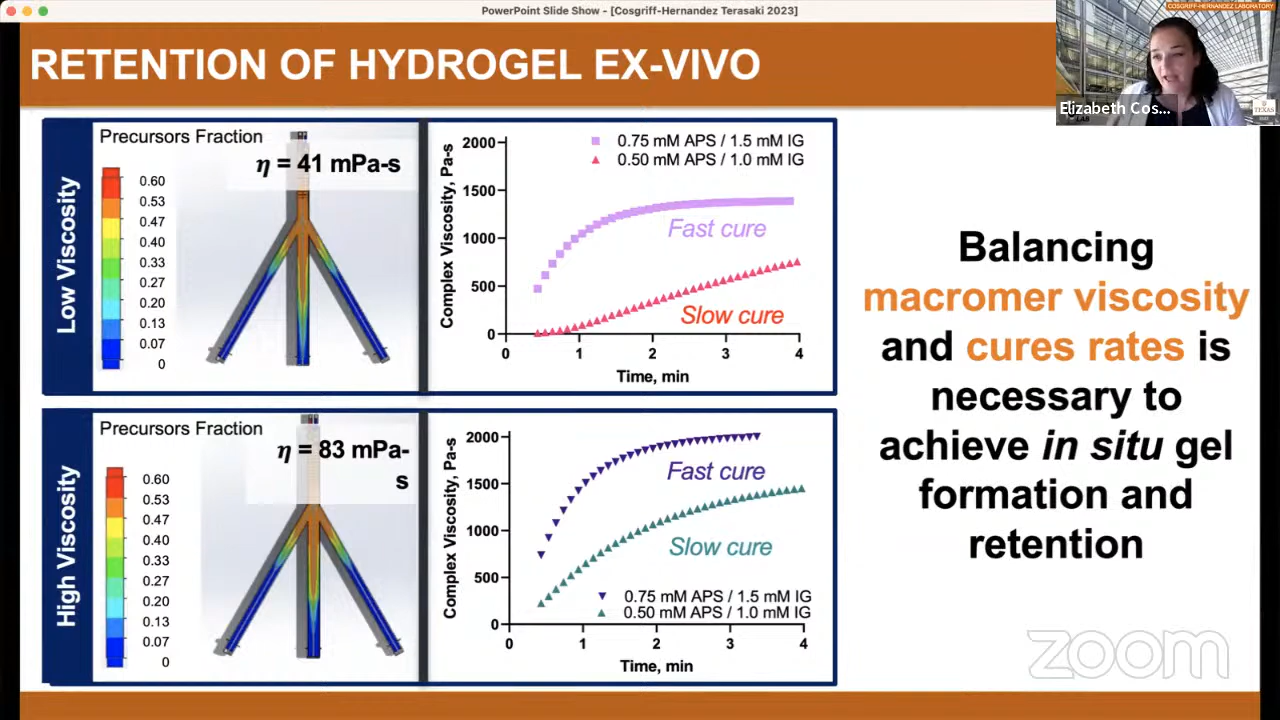 PowerPoint Slide Show - [Cosgriff-Hernandez Terasaki 2023]
COSGRIFF-HERNANDEZ LABORATORY
RETENTION OF HYDROGEL EX-VIVO
Elizabeth Cos...
TEXAS
Low Viscosity
Precursors Fraction
η = 41 mPa-s
0.60
0.53
0.47
0.40
0.33
0.27
0.20
0.13
0.07
0
Complex Viscosity, Pa-s
2000
1500
1000
500
0
0.75 mM APS / 1.5 mM IG
0.50 mM APS / 1.0 mM IG
Fast cure
Slow cure
0 1 2 3 4
Time, min
High Viscosity
Precursors Fraction
η = 83 mPa-
s
0.60
0.53
0.47
0.40
0.33
0.27
0.20
0.13
0.07
0
Complex Viscosity, Pa-s
2000
1500
1000
500
0
Fast cure
Slow cure
0.75 mM APS / 1.5 mM IG
0.50 mM APS / 1.0 mM IG
0 1 2 3 4
Time, min
Balancing
macromer viscosity
and cures rates is
necessary to
achieve in situ gel
formation and
retention
zoom